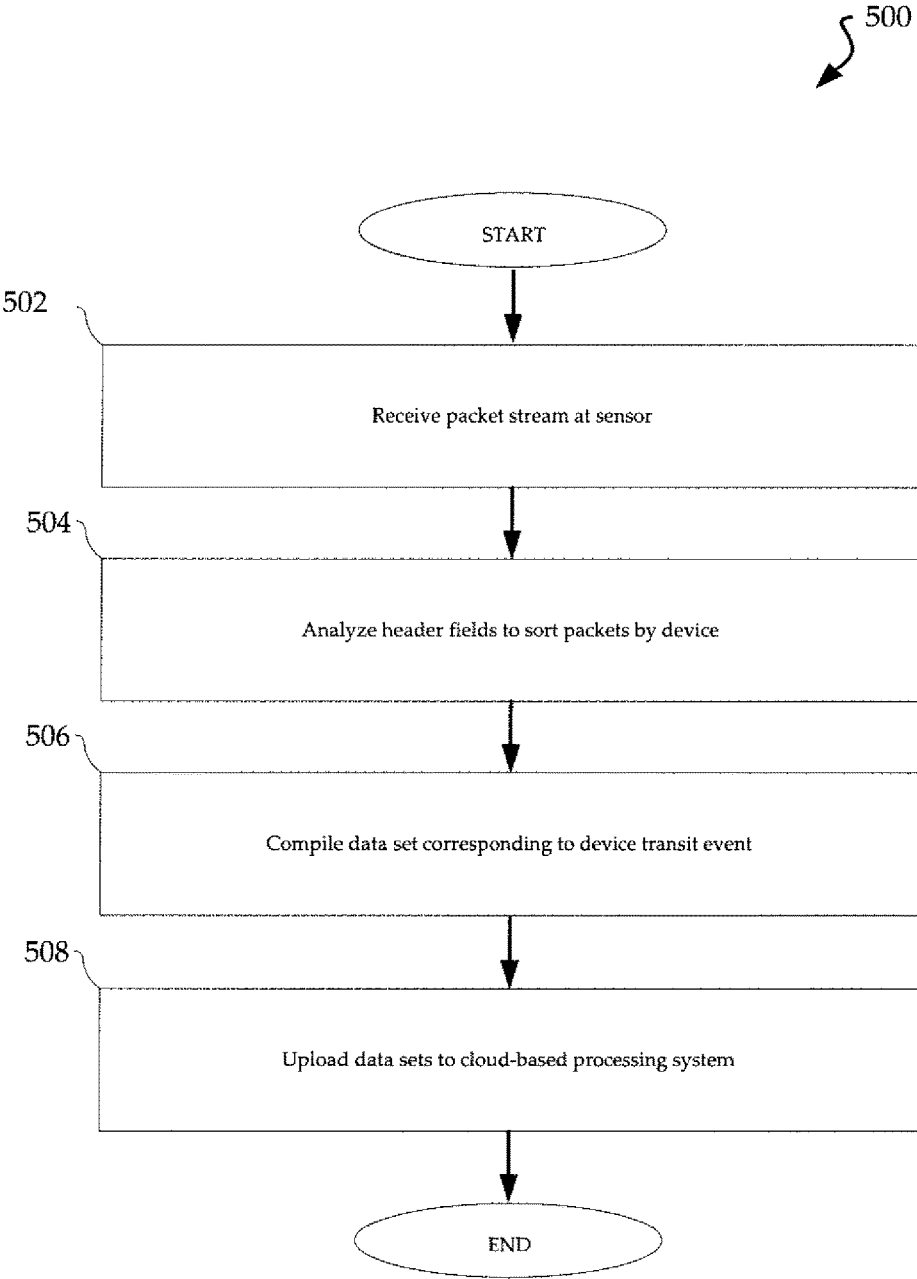 500
START
502
Receive packet stream at sensor
504
Analyze header fields to sort packets by device
506
Compile data set corresponding to device transit event
508
Upload data sets to cloud-based processing system
END